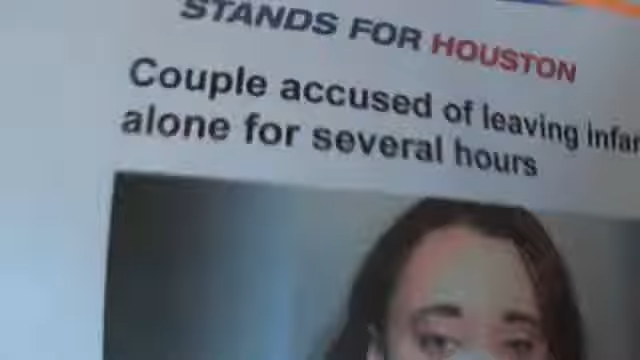 STANDS FOR HOUSTON
Couple accused of leaving infan
alone for several hours